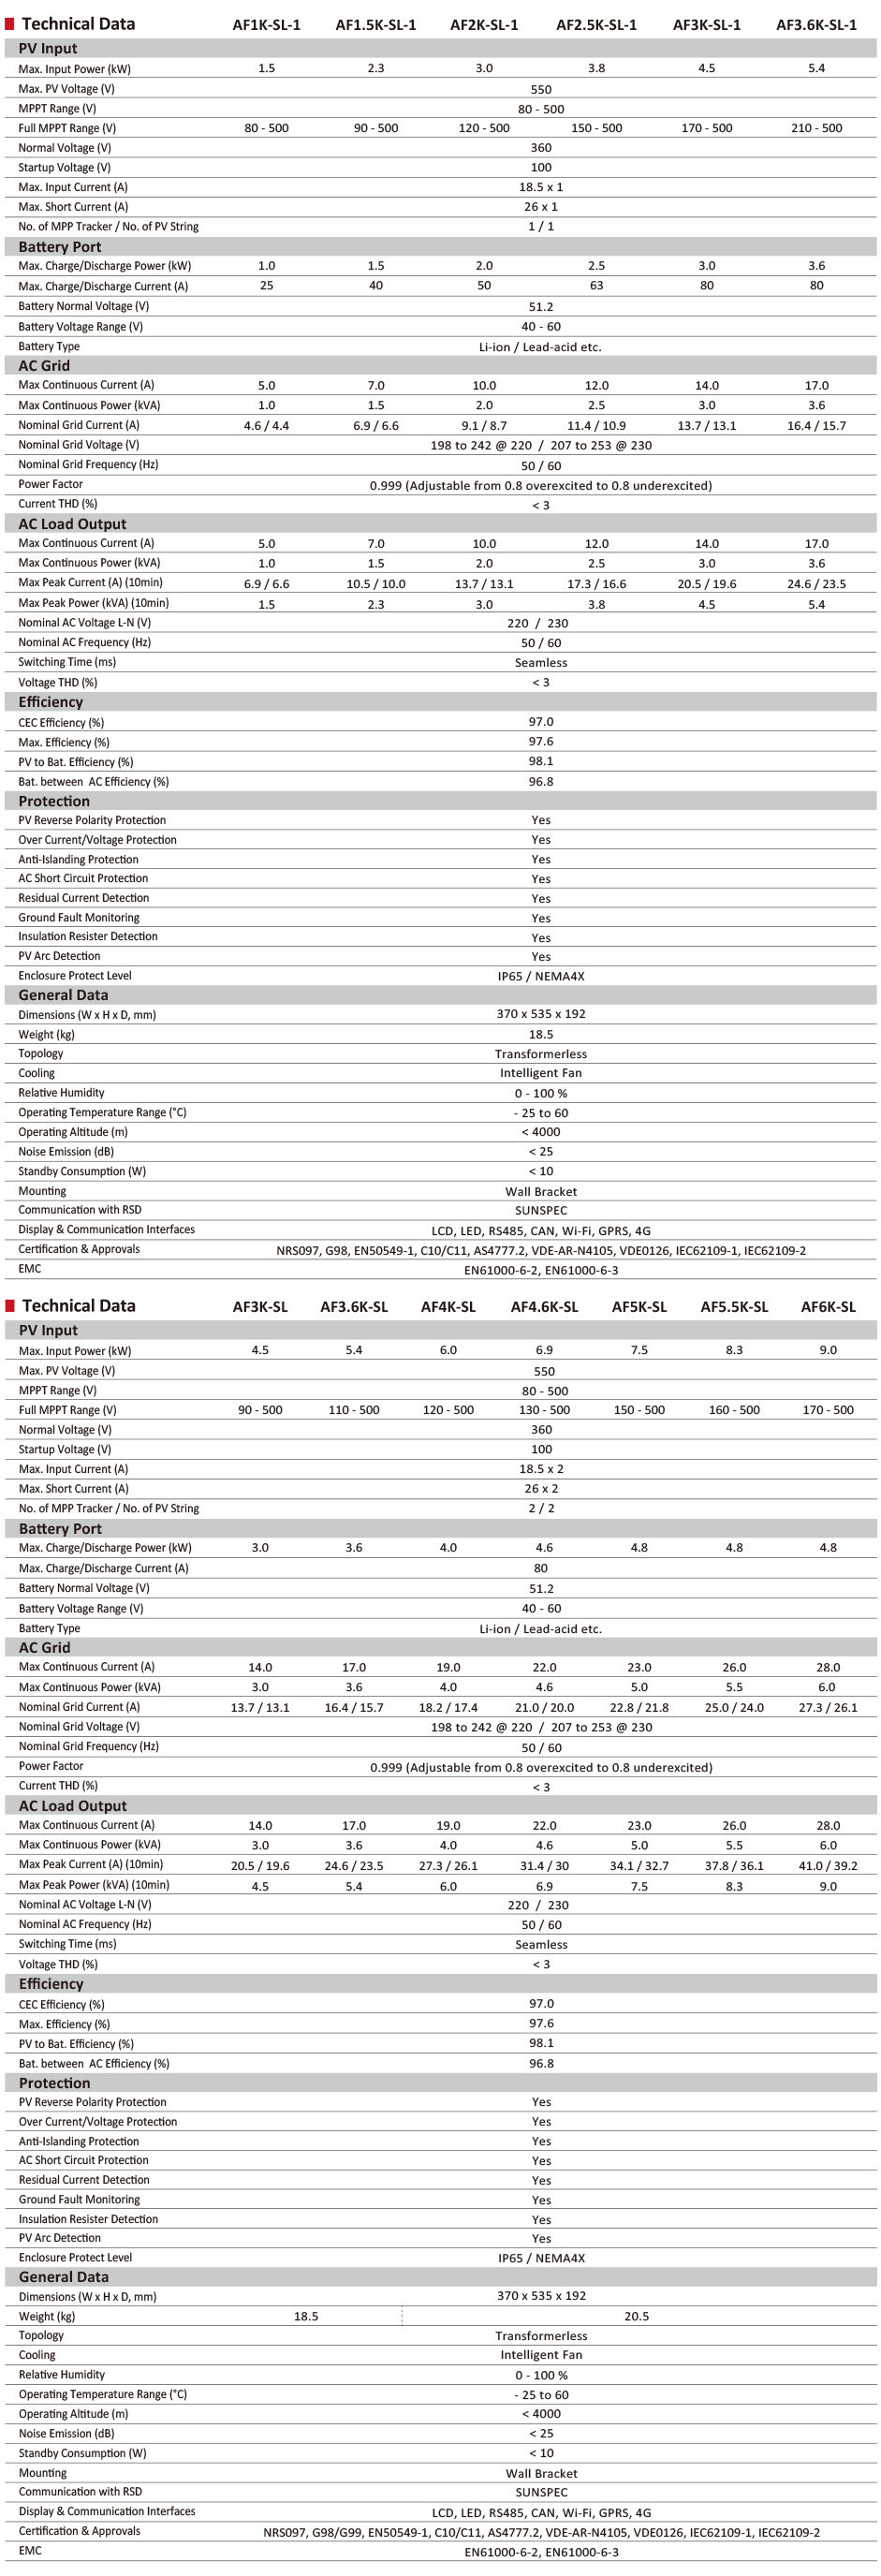 Technical Data AF1K-SL-1 AF1.5K-SL-1 AF2K-SL-1 AF2.5K-SL-1 AF3K-SL-1 AF3.6K-SL-1
PV Input
Max. Input Power (kW) 1.5 2.3 3.0 3.8 4.5 5.4
Max. PV Voltage (V) 550
MPPT Range (V) 80 - 500
Full MPPT Range (V) 80 - 500 90 - 500 120 - 500 150 - 500 170 - 500 210 - 500
Normal Voltage (V) 360
Startup Voltage (V) 100
Max. Input Current (A) 18.5 x 1
Max. Short Current (A) 26 x 1
No. of MPP Tracker / No. of PV String 1 / 1
Battery Port
Max. Charge/Discharge Power (kW) 1.0 1.5 2.0 2.5 3.0 3.6
Max. Charge/Discharge Current (A) 25 40 50 63 80 80
Battery Normal Voltage (V) 51.2
Battery Voltage Range (V) 40 - 60
Battery Type Li-ion / Lead-acid etc.
AC Grid
Max Continuous Current (A) 5.0 7.0 10.0 12.0 14.0 17.0
Max Continuous Power (kVA) 1.0 1.5 2.0 2.5 3.0 3.6
Nominal Grid Current (A) 4.6 / 4.4 6.9 / 6.6 9.1 / 8.7 11.4 / 10.9 13.7 / 13.1 16.4 / 15.7
Nominal Grid Voltage (V) 198 to 242 @ 220 / 207 to 253 @ 230
Nominal Grid Frequency (Hz) 50 / 60
Power Factor 0.999 (Adjustable from 0.8 overexcited to 0.8 underexcited)
Current THD (%) < 3
AC Load Output
Max Continuous Current (A) 5.0 7.0 10.0 12.0 14.0 17.0
Max Continuous Power (kVA) 1.0 1.5 2.0 2.5 3.0 3.6
Max Peak Current (A) (10min) 6.9 / 6.6 10.5 / 10.0 13.7 / 13.1 17.3 / 16.6 20.5 / 19.6 24.6 / 23.5
Max Peak Power (kVA) (10min) 1.5 2.3 3.0 3.8 4.5 5.4
Nominal AC Voltage L-N (V) 220 / 230
Nominal AC Frequency (Hz) 50 / 60
Switching Time (ms) Seamless
Voltage THD (%) < 3
Efficiency
CEC Efficiency (%) 97.0
Max. Efficiency (%) 97.6
PV to Bat. Efficiency (%) 98.1
Bat. between AC Efficiency (%) 96.8
Protection
PV Reverse Polarity Protection Yes
Over Current/Voltage Protection Yes
Anti-Islanding Protection Yes
AC Short Circuit Protection Yes
Residual Current Detection Yes
Ground Fault Monitoring Yes
Insulation Resister Detection Yes
PV Arc Detection Yes
Enclosure Protect Level IP65 / NEMA4X
General Data
Dimensions (W x H x D, mm) 370 x 535 x 192
Weight (kg) 18.5
Topology Transformerless
Cooling Intelligent Fan
Relative Humidity 0 - 100 %
Operating Temperature Range (°C) - 25 to 60
Operating Altitude (m) < 4000
Noise Emission (dB) < 25
Standby Consumption (W) < 10
Mounting Wall Bracket
Communication with RSD SUNSPEC
Display & Communication Interfaces LCD, LED, RS485, CAN, Wi-Fi, GPRS, 4G
Certification & Approvals NRS097, G98, EN50549-1, C10/C11, AS4777.2, VDE-AR-N4105, VDE0126, IEC62109-1, IEC62109-2
EMC EN61000-6-2, EN61000-6-3
Technical Data AF3K-SL AF3.6K-SL AF4K-SL AF4.6K-SL AF5K-SL AF5.5K-SL AF6K-SL
PV Input
Max. Input Power (kW) 4.5 5.4 6.0 6.9 7.5 8.3 9.0
Max. PV Voltage (V) 550
MPPT Range (V) 80 - 500
Full MPPT Range (V) 90 - 500 110 - 500 120 - 500 130 - 500 150 - 500 160 - 500 170 - 500
Normal Voltage (V) 360
Startup Voltage (V) 100
Max. Input Current (A) 18.5 x 2
Max. Short Current (A) 26 x 2
No. of MPP Tracker / No. of PV String 2 / 2
Battery Port
Max. Charge/Discharge Power (kW) 3.0 3.6 4.0 4.6 4.8 4.8 4.8
Max. Charge/Discharge Current (A) 80
Battery Normal Voltage (V) 51.2
Battery Voltage Range (V) 40 - 60
Battery Type Li-ion / Lead-acid etc.
AC Grid
Max Continuous Current (A) 14.0 17.0 19.0 22.0 23.0 26.0 28.0
Max Continuous Power (kVA) 3.0 3.6 4.0 4.6 5.0 5.5 6.0
Nominal Grid Current (A) 13.7 / 13.1 16.4 / 15.7 18.2 / 17.4 21.0 / 20.0 22.8 / 21.8 25.0 / 24.0 27.3 / 26.1
Nominal Grid Voltage (V) 198 to 242 @ 220 / 207 to 253 @ 230
Nominal Grid Frequency (Hz) 50 / 60
Power Factor 0.999 (Adjustable from 0.8 overexcited to 0.8 underexcited)
Current THD (%) < 3
AC Load Output
Max Continuous Current (A) 14.0 17.0 19.0 22.0 23.0 26.0 28.0
Max Continuous Power (kVA) 3.0 3.6 4.0 4.6 5.0 5.5 6.0
Max Peak Current (A) (10min) 20.5 / 19.6 24.6 / 23.5 27.3 / 26.1 31.4 / 30 34.1 / 32.7 37.8 / 36.1 41.0 / 39.2
Max Peak Power (kVA) (10min) 4.5 5.4 6.0 6.9 7.5 8.3 9.0
Nominal AC Voltage L-N (V) 220 / 230
Nominal AC Frequency (Hz) 50 / 60
Switching Time (ms) Seamless
Voltage THD (%) < 3
Efficiency
CEC Efficiency (%) 97.0
Max. Efficiency (%) 97.6
PV to Bat. Efficiency (%) 98.1
Bat. between AC Efficiency (%) 96.8
Protection
PV Reverse Polarity Protection Yes
Over Current/Voltage Protection Yes
Anti-Islanding Protection Yes
AC Short Circuit Protection Yes
Residual Current Detection Yes
Ground Fault Monitoring Yes
Insulation Resister Detection Yes
PV Arc Detection Yes
Enclosure Protect Level IP65 / NEMA4X
General Data
Dimensions (W x H x D, mm) 370 x 535 x 192
Weight (kg) 18.5 20.5
Topology Transformerless
Cooling Intelligent Fan
Relative Humidity 0 - 100 %
Operating Temperature Range (°C) - 25 to 60
Operating Altitude (m) < 4000
Noise Emission (dB) < 25
Standby Consumption (W) < 10
Mounting Wall Bracket
Communication with RSD SUNSPEC
Display & Communication Interfaces LCD, LED, RS485, CAN, Wi-Fi, GPRS, 4G
Certification & Approvals NRS097, G98/G99, EN50549-1, C10/C11, AS4777.2, VDE-AR-N4105, VDE0126, IEC62109-1, IEC62109-2
EMC EN61000-6-2, EN61000-6-3